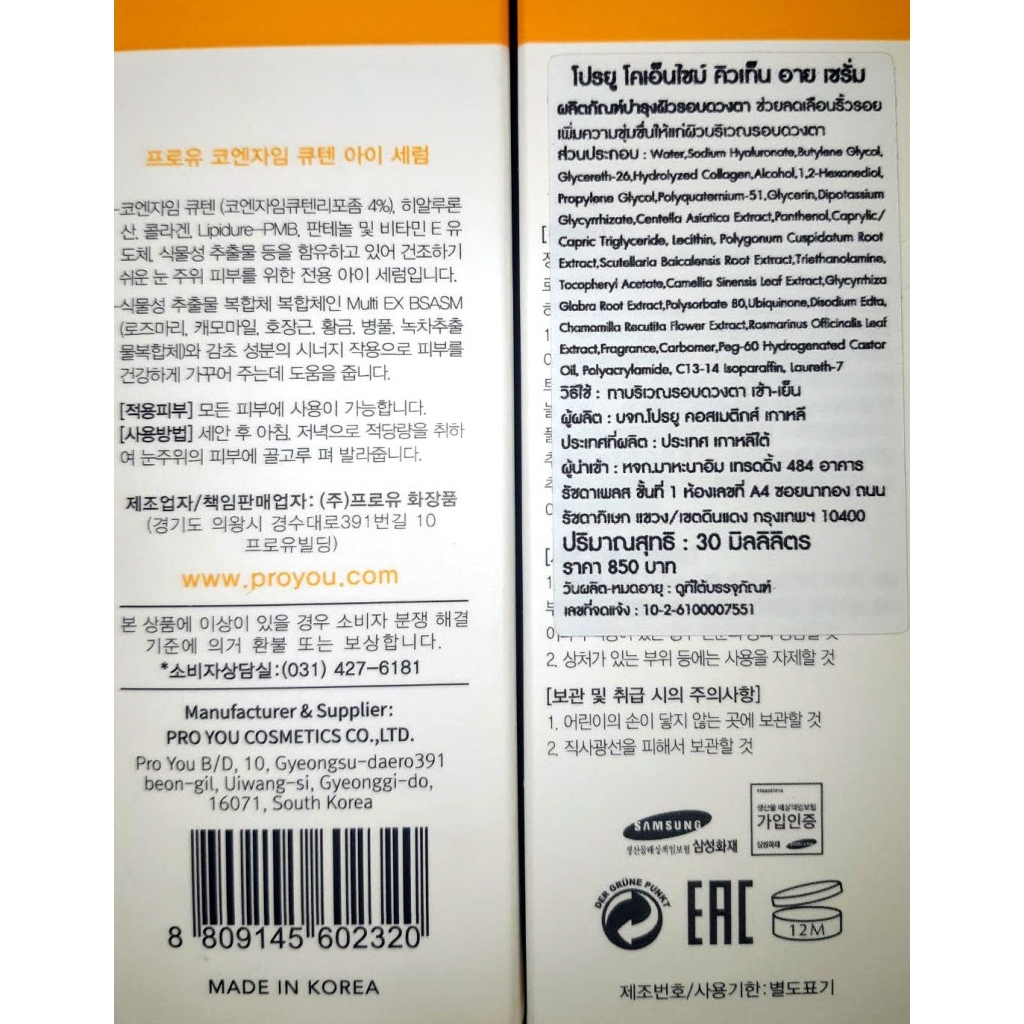 프로유 코엔자임 큐텐 아이 세럼
-코엔자임 큐텐 (코엔자임큐텐리포좀 4%), 히알루론
산, 콜라겐, Lipidure-PMB, 판테놀 및 비타민 E 유
도체, 식물성 추출물 등을 함유하고 있어 건조하기
쉬운 눈 주위 피부를 위한 전용 아이 세럼입니다.
-식물성 추출물 복합체 복합체인 Multi EX BSASM
(로즈마리, 캐모마일, 호장근, 황금, 병풀, 녹차추출
물복합체)와 감초 성분의 시너지 작용으로 피부를
건강하게 가꾸어 주는데 도움을 줍니다.
[적용피부] 모든 피부에 사용이 가능합니다.
[사용방법] 세안 후 아침, 저녁으로 적당량을 취하
여 눈주위의 피부에 골고루 펴 발라줍니다.
제조업자/책임판매업자: (주)프로유 화장품
(경기도 의왕시 경수대로391번길 10
프로유빌딩)
www.proyou.com
본 상품에 이상이 있을 경우 소비자 분쟁 해결
기준에 의거 환불 또는 보상합니다.
*소비자상담실:(031) 427-6181
Manufacturer & Supplier:
PRO YOU COSMETICS CO.,LTD.
Pro You B/D, 10, Gyeongsu-daero391
beon-gil, Uiwang-si, Gyeonggi-do,
16071, South Korea
8 809145 602320
MADE IN KOREA
โปรยู โคเอ็นไซม์ คิวเท็น อาย เซรั่ม
ผลิตภัณฑ์บำรุงผิวรอบดวงตา ช่วยลดเลือนริ้วรอย
เพิ่มความชุ่มชื่นให้แก่ผิวบริเวณรอบดวงตา
ส่วนประกอบ : Water,Sodium Hyaluronate,Butylene Glycol,
Glycereth-26,Hydrolyzed Collagen,Alcohol,1,2-Hexanediol,
Propylene Glycol,Polyquaternium-51,Glycerin,Dipotassium
Glycyrrhizate,Centella Asiatica Extract,Panthenol,Caprylic/
Capric Triglyceride, Lecithin, Polygonum Cuspidatum Root
Extract,Scutellaria Baicalensis Root Extract,Triethanolamine,
Tocopheryl Acetate,Camellia Sinensis Leaf Extract,Glycyrrhiza
Glabra Root Extract,Polysorbate 80,Ubiquinone,Disodium Edta,
Chamomilla Recutita Flower Extract,Rosmarinus Officinalis Leaf
Extract,Fragrance,Carbomer,Peg-60 Hydrogenated Castor
Oil, Polyacrylamide, C13-14 Isoparaffin, Laureth-7
วิธีใช้ : ทาบริเวณรอบดวงตา เช้า-เย็น
ผู้ผลิต : บจก.โปรยู คอสเมติกส์ เกาหลี
ประเทศที่ผลิต : ประเทศ เกาหลีใต้
ผู้นำเข้า : หจก.มาหะนาอิม เทรดดิ้ง 484 อาคาร
รัชดาเพลส ชั้นที่ 1 ห้องเลขที่ A4 ซอยนาทอง ถนน
รัชดาภิเษก แขวง/เขตดินแดง กรุงเทพฯ 10400
ปริมาณสุทธิ : 30 มิลลิลิตร
ราคา 850 บาท
วันผลิต-หมดอายุ : ดูที่ใต้บรรจุภัณฑ์
เลขที่จดแจ้ง : 10-2-6100007551
2. 상처가 있는 부위 등에는 사용을 자제할 것
[보관 및 취급 시의 주의사항]
1. 어린이의 손이 닿지 않는 곳에 보관할 것
2. 직사광선을 피해서 보관할 것
SAMSUNG
생산물배상책임보험 삼성화재
생산물 배상책임보험
가입인증
삼성화재 SAMSUNG
DER GRÜNE PUNKT
EAC
12M
제조번호/사용기한:별도표기